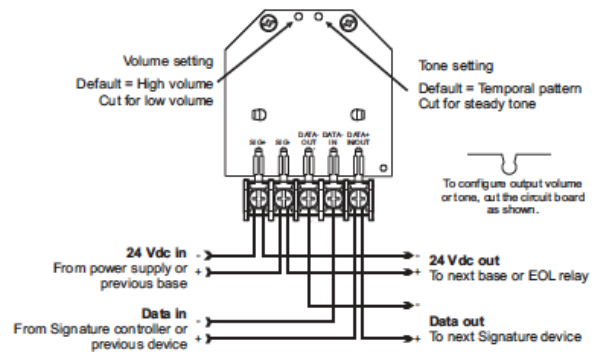 Volume setting
Default = High volume
Cut for low volume
Tone setting
Default = Temporal pattern
Cut for steady tone
SIG+
SIG-
DATA-
OUT
DATA-
IN
DATA+
IN/OUT
To configure output volume
or tone, cut the circuit board
as shown.
24 Vdc in
-
From power supply or
previous base
+
-
24 Vdc out
+
To next base or EOL relay
Data in
-
From Signature controller or
previous device
+
-
Data out
+
To next Signature device